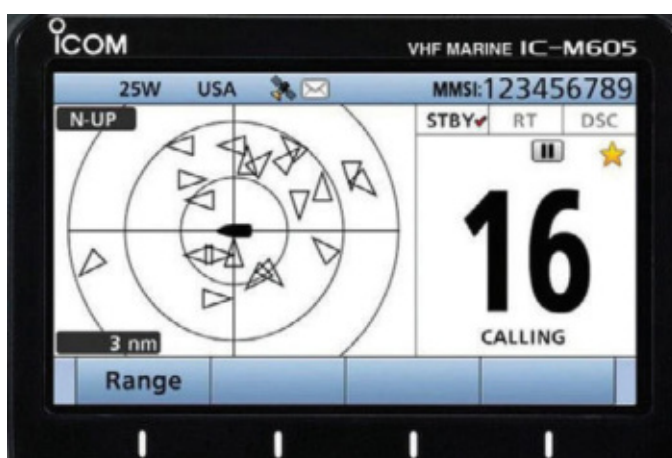 ICOM
VHF MARINE IC-M605
25W USA MMSI:123456789
N-UP
STBY RT DSC
16
CALLING
3 nm
Range